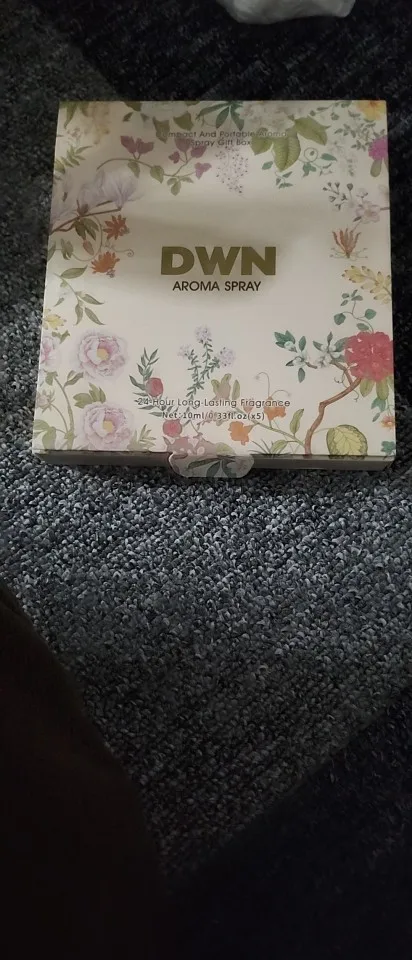 Compact And Portable Aroma
Spray Gift Box
DWN
AROMA SPRAY
24-Hour Long-Lasting Fragrance
Net:10ml/0.33fl.oz(x5)